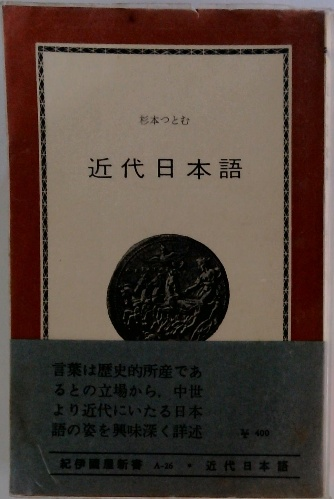 杉本つとむ
近代日本語
言葉は歴史的所産であ
るとの立場から、中世
より近代にいたる日本
語の姿を興味深く詳述
¥ 400
紀伊國屋新書 A-26 • 近代日本語